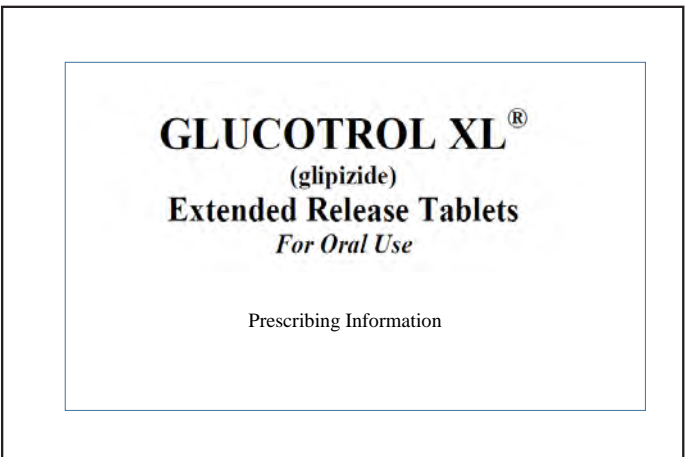 GLUCOTROL XL®
(glipizide)
Extended Release Tablets
For Oral Use
Prescribing Information